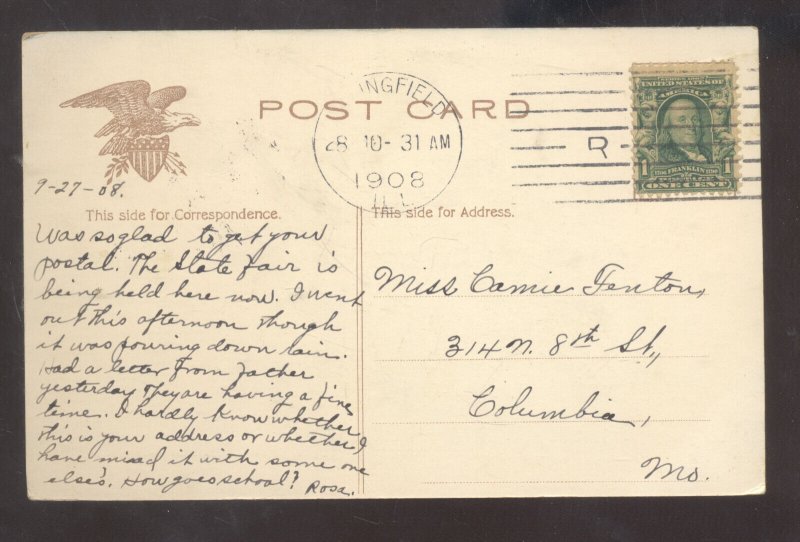 POST CARD
INGFIELD
28 10-31 AM
1908
ILL
R
UNITED STATES OF
AMERICA
1 FRANKLIN
ONE CENT
9-27-08.
This side for Correspondence.
This side for Address.
Was so glad to get your
postal. The State Fair is
being held here now. I went
out this afternoon though
it was pouring down rain.
Had a letter from Father
yesterday They are having a fine
time. I hardly know whether
this is your address or whether I
have mixed it with some one
else's. How goes school?
Rosa.
Miss Camie Fenton,
314 N. 8th St.,
Columbia,
Mo.